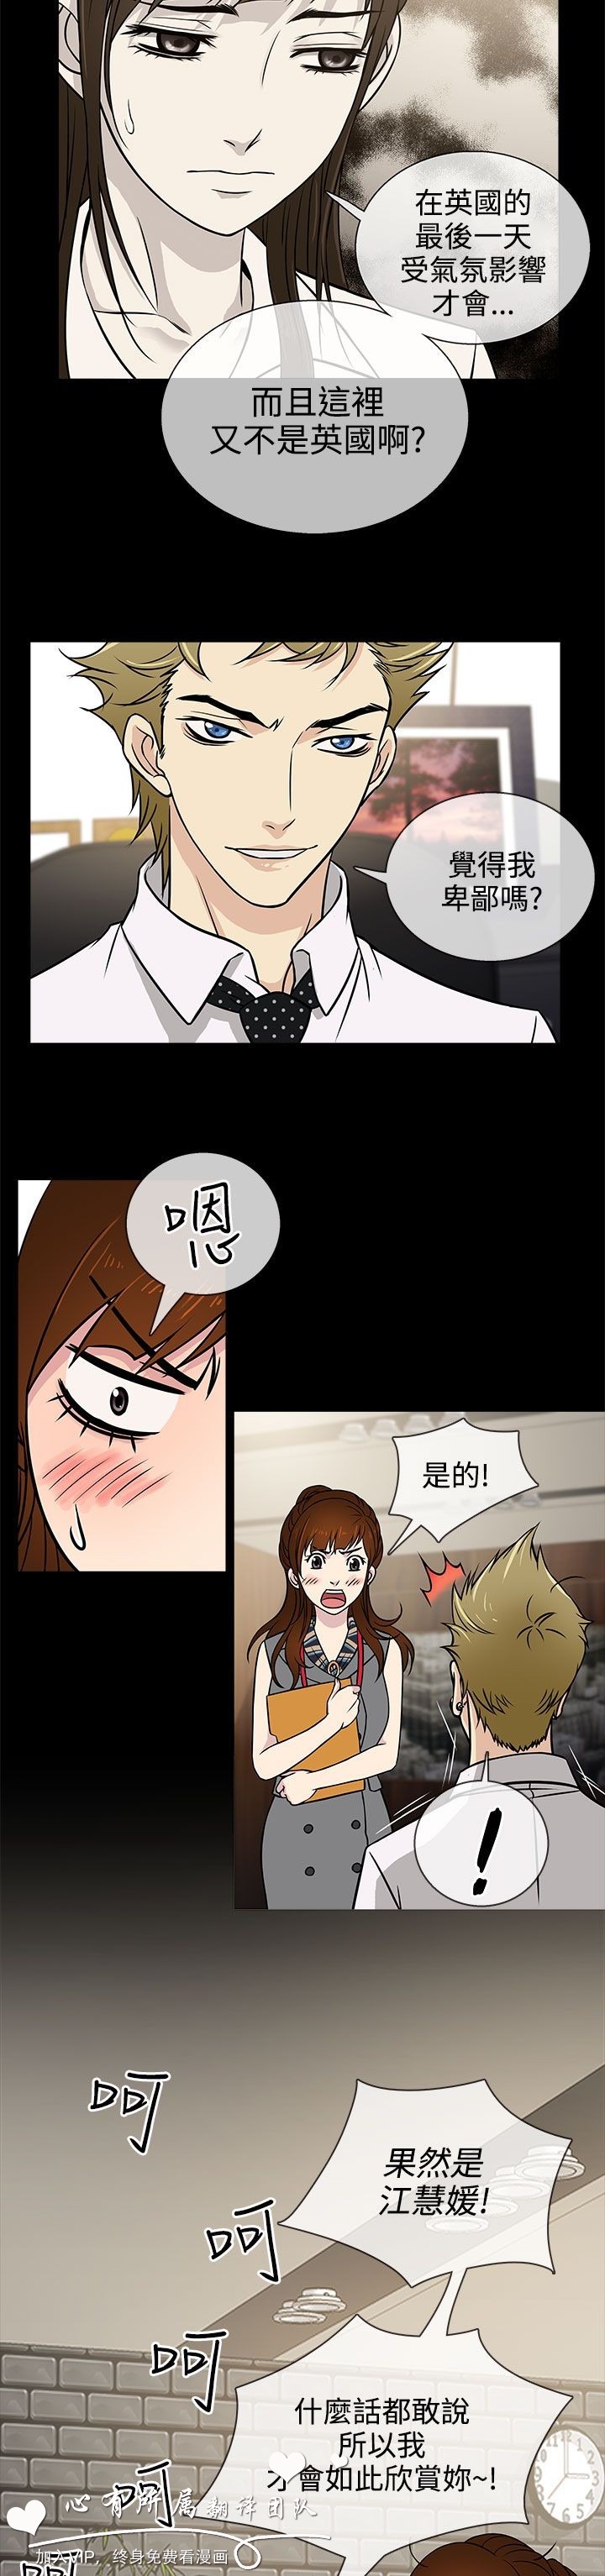 在英國的
最後一天
受氣氛影響
才會...
而且這裡
又不是英國啊?
覺得我
卑鄙嗎?
嗯
是的!
!
呵
果然是
江慧媛!
呵
呵
什麼話都敢說
所以我
才會如此欣賞妳~!
呵
心有所属翻译团队
加入VIP，终身免费看漫画
呵